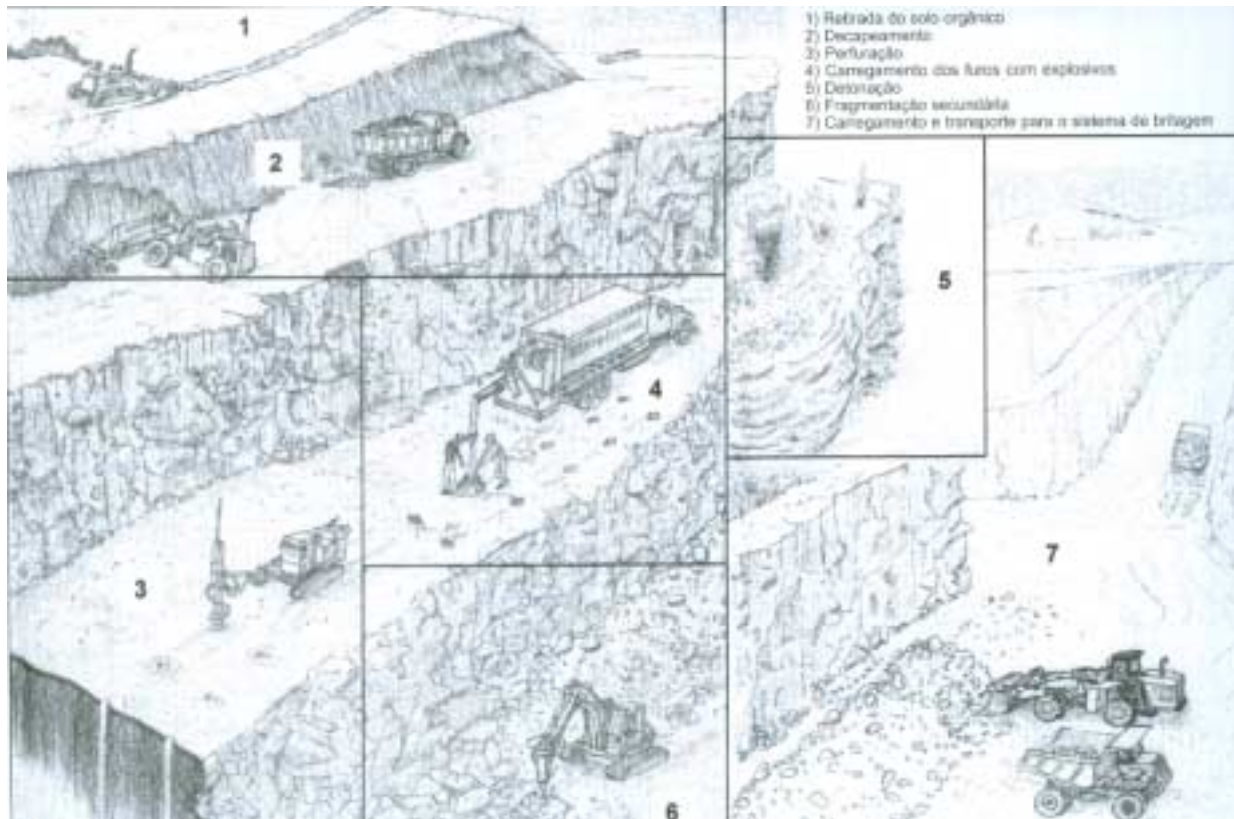 1) Retirada do solo orgânico
2) Decapeamento
3) Perfuração
4) Carregamento dos furos com explosivos
5) Detonação
6) Fragmentação secundária
7) Carregamento e transporte para o sistema de britagem
1
2
5
4
3
7
6